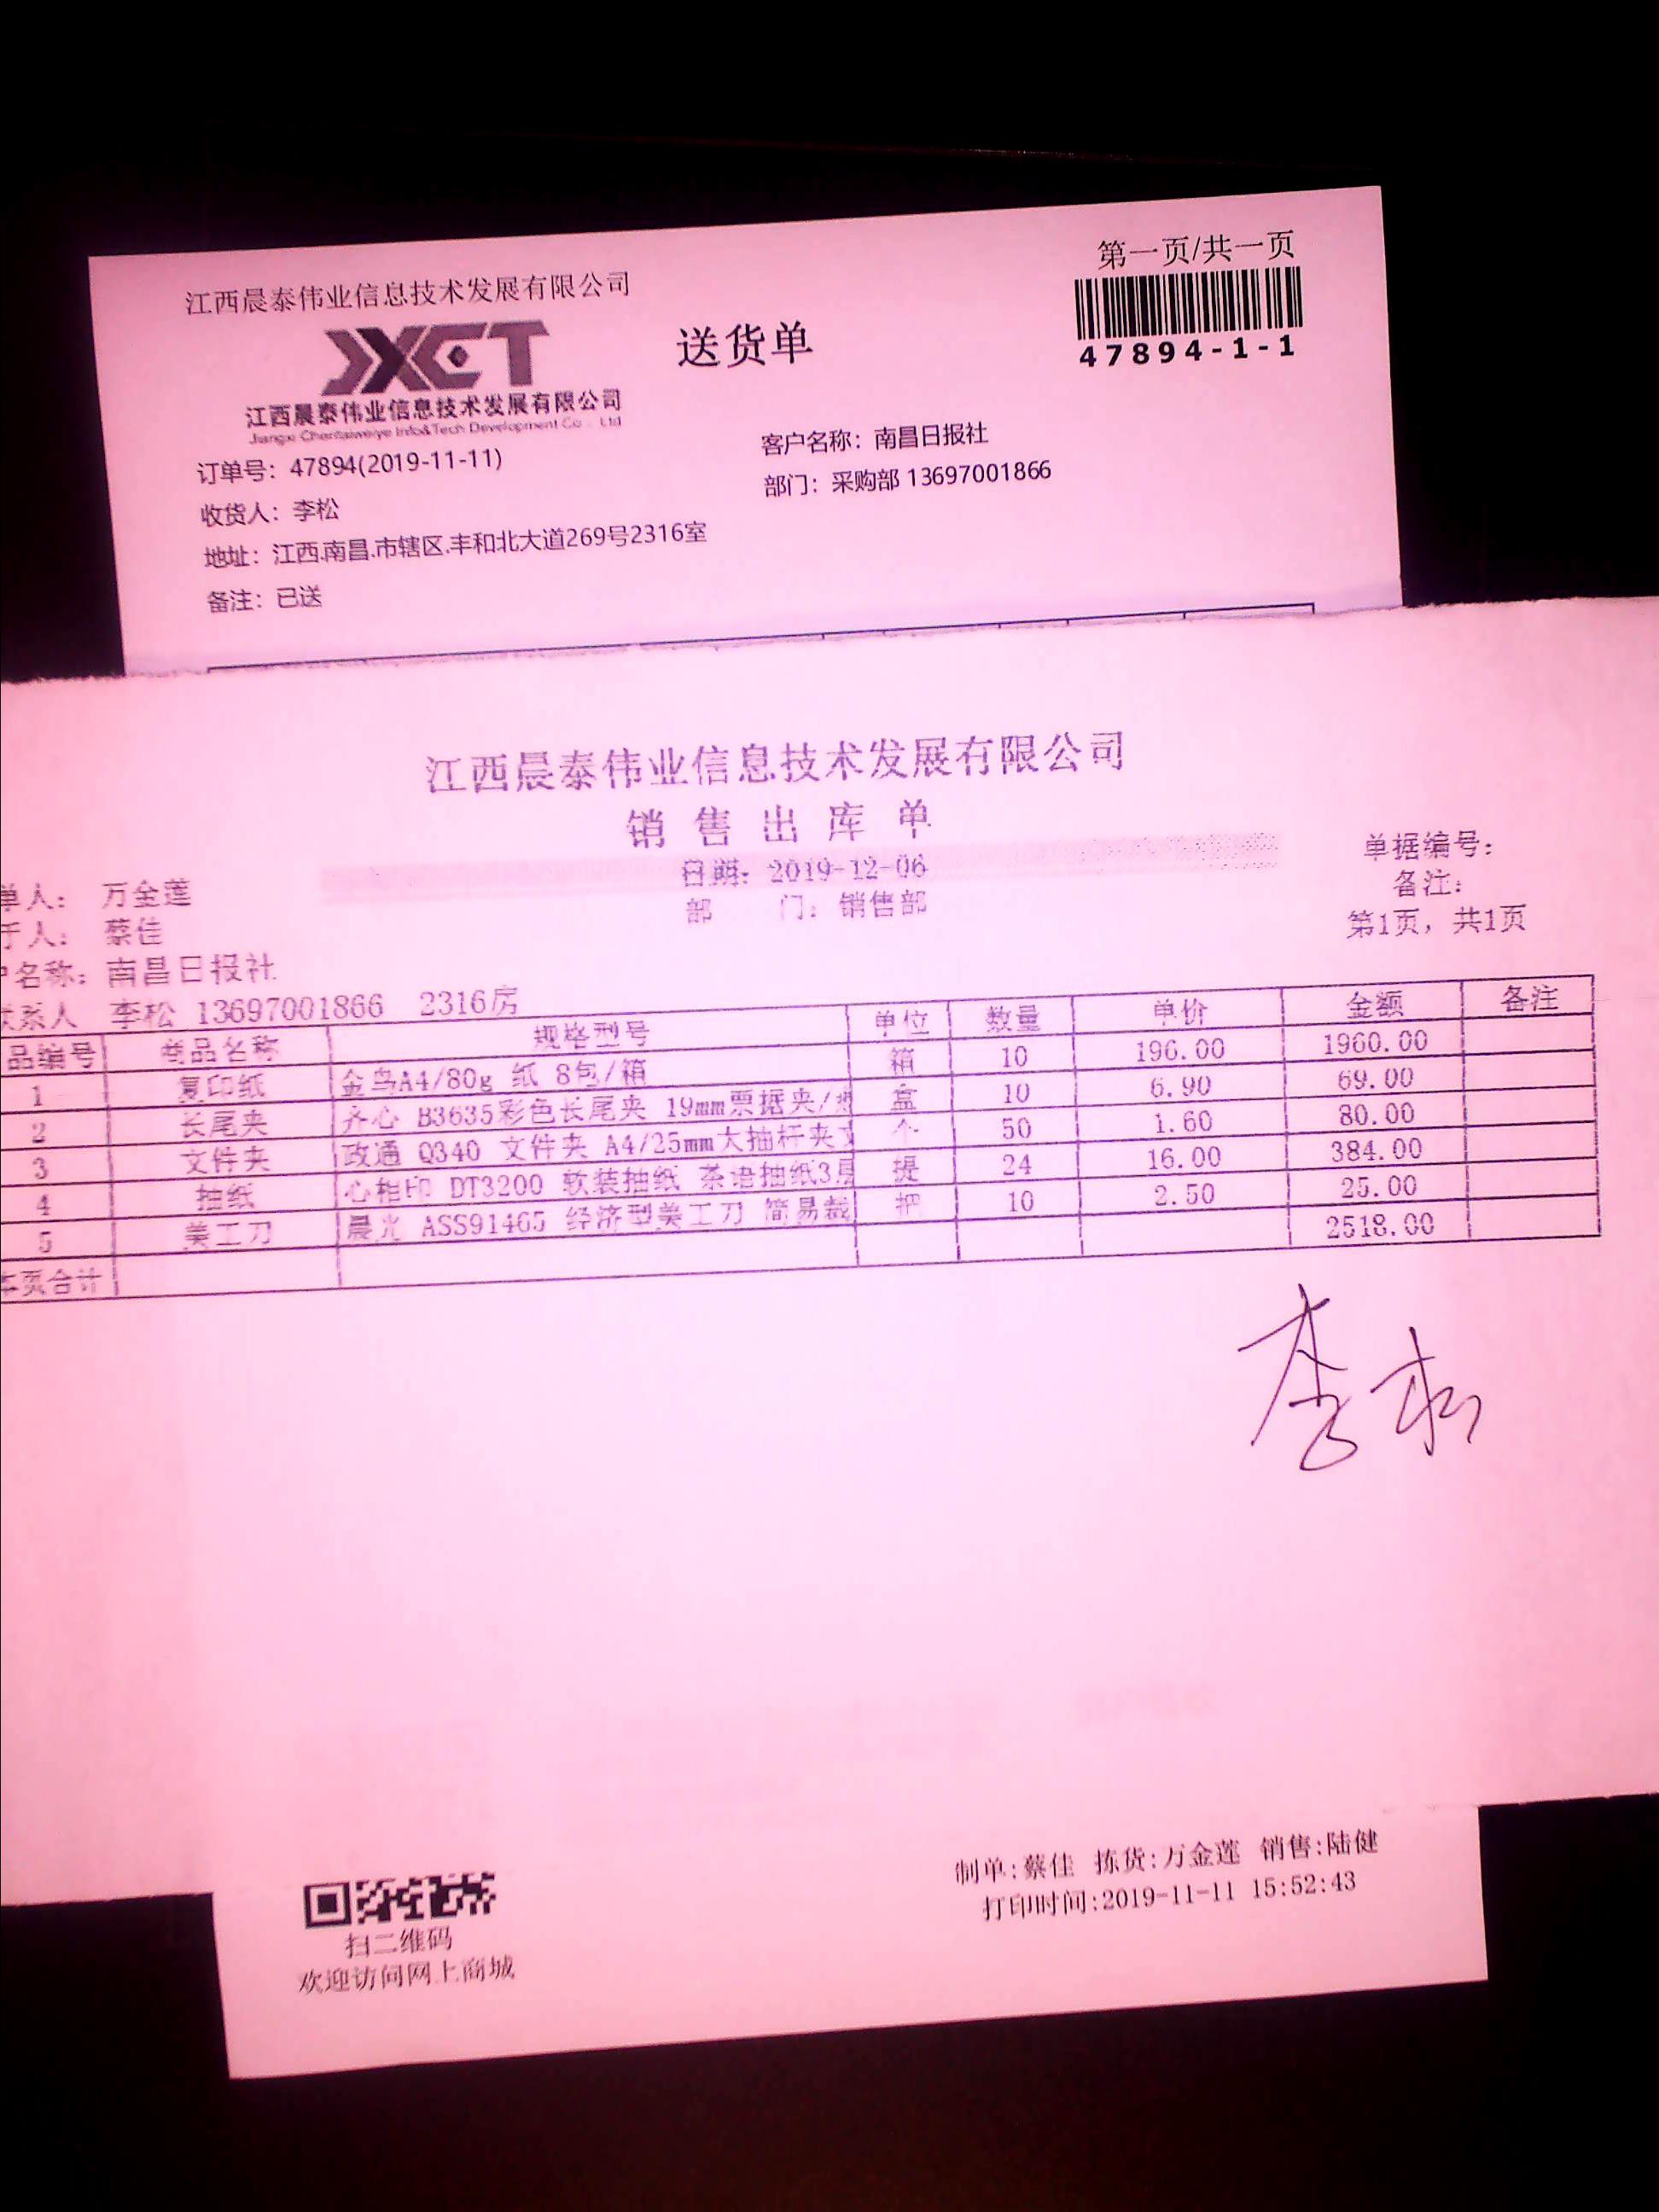 第一页/共一页
江西晨泰伟业信息技术发展有限公司
JXCT
送货单
47894-1-1
江西晨泰伟业信息技术发展有限公司
Jiangxi Chentaiweiye Info&Tech Development Co., Ltd
客户名称：南昌日报社
订单号：47894(2019-11-11)
部门：采购部 13697001866
收货人：李松
地址：江西.南昌.市辖区.丰和北大道269号2316室
备注：已送
江西晨泰伟业信息技术发展有限公司
销售出库单
单据编号：
日期：2019-12-06
备注：
单人： 万金莲
部 门：销售部
第1页，共1页
人： 蔡佳
名称：南昌日报社
系人 李松 13697001866 2316房
品编号 商品名称 规格型号 单位 数量 单价 金额 备注
1 复印纸 金鸟A4/80g 纸 8包/箱 箱 10 196.00 1960.00
2 长尾夹 齐心 B3635彩色长尾夹 19mm票据夹/ 盒 10 6.90 69.00
3 文件夹 政通 Q340 文件夹 A4/25mm大抽杆夹 个 50 1.60 80.00
4 抽纸 心相印 DT3200 软装抽纸 茶语抽纸3 提 24 16.00 384.00
5 美工刀 晨光 ASS91465 经济型美工刀 简易裁 把 10 2.50 25.00
本页合计 2518.00
李松
制单:蔡佳 拣货:万金莲 销售:陆健
打印时间:2019-11-11 15:52:43
扫二维码
欢迎访问网上商城